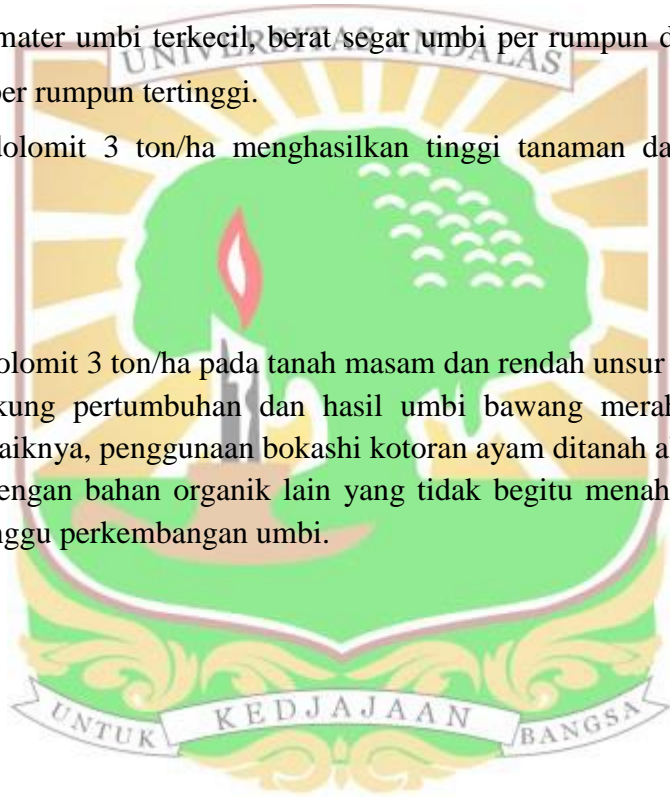 mater umbi terkecil, berat segar umbi per rumpun d
UNIVERSITAS ANDALAS
per rumpun tertinggi.
dolomit 3 ton/ha menghasilkan tinggi tanaman da
olomit 3 ton/ha pada tanah masam dan rendah unsur
kung pertumbuhan dan hasil umbi bawang merah
aiknya, penggunaan bokashi kotoran ayam ditanah a
engan bahan organik lain yang tidak begitu menah
nggu perkembangan umbi.
UNTUK KEDJAJAAN BANGSA